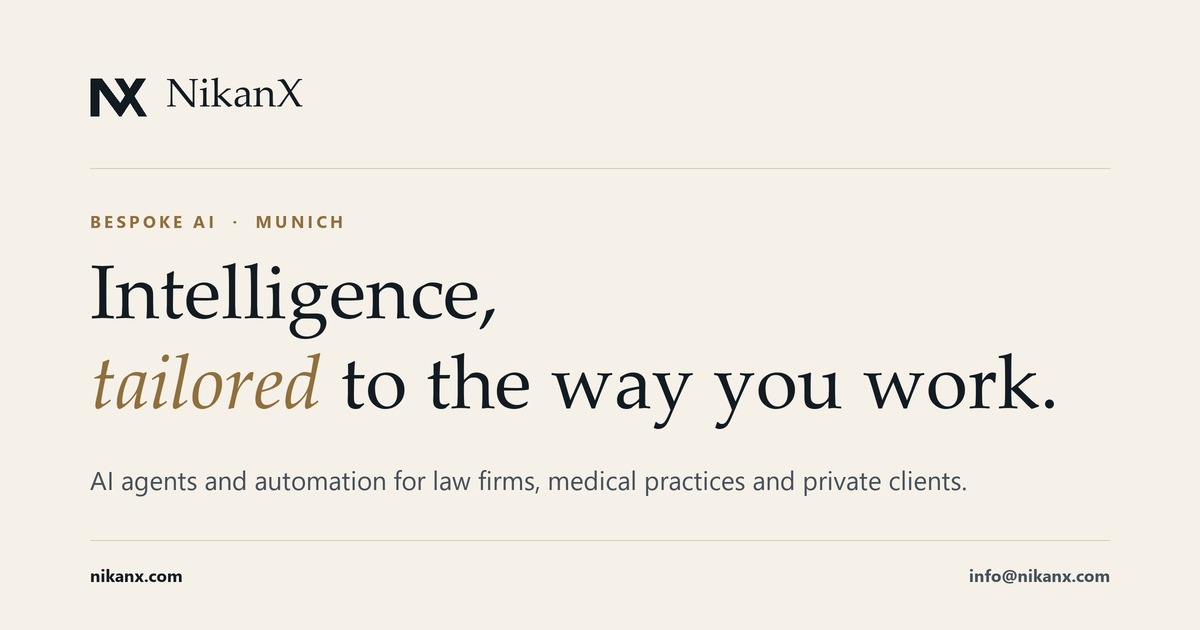 NX NikanX
BESPOKE AI · MUNICH
Intelligence,
tailored to the way you work.
AI agents and automation for law firms, medical practices and private clients.
nikanx.com
info@nikanx.com